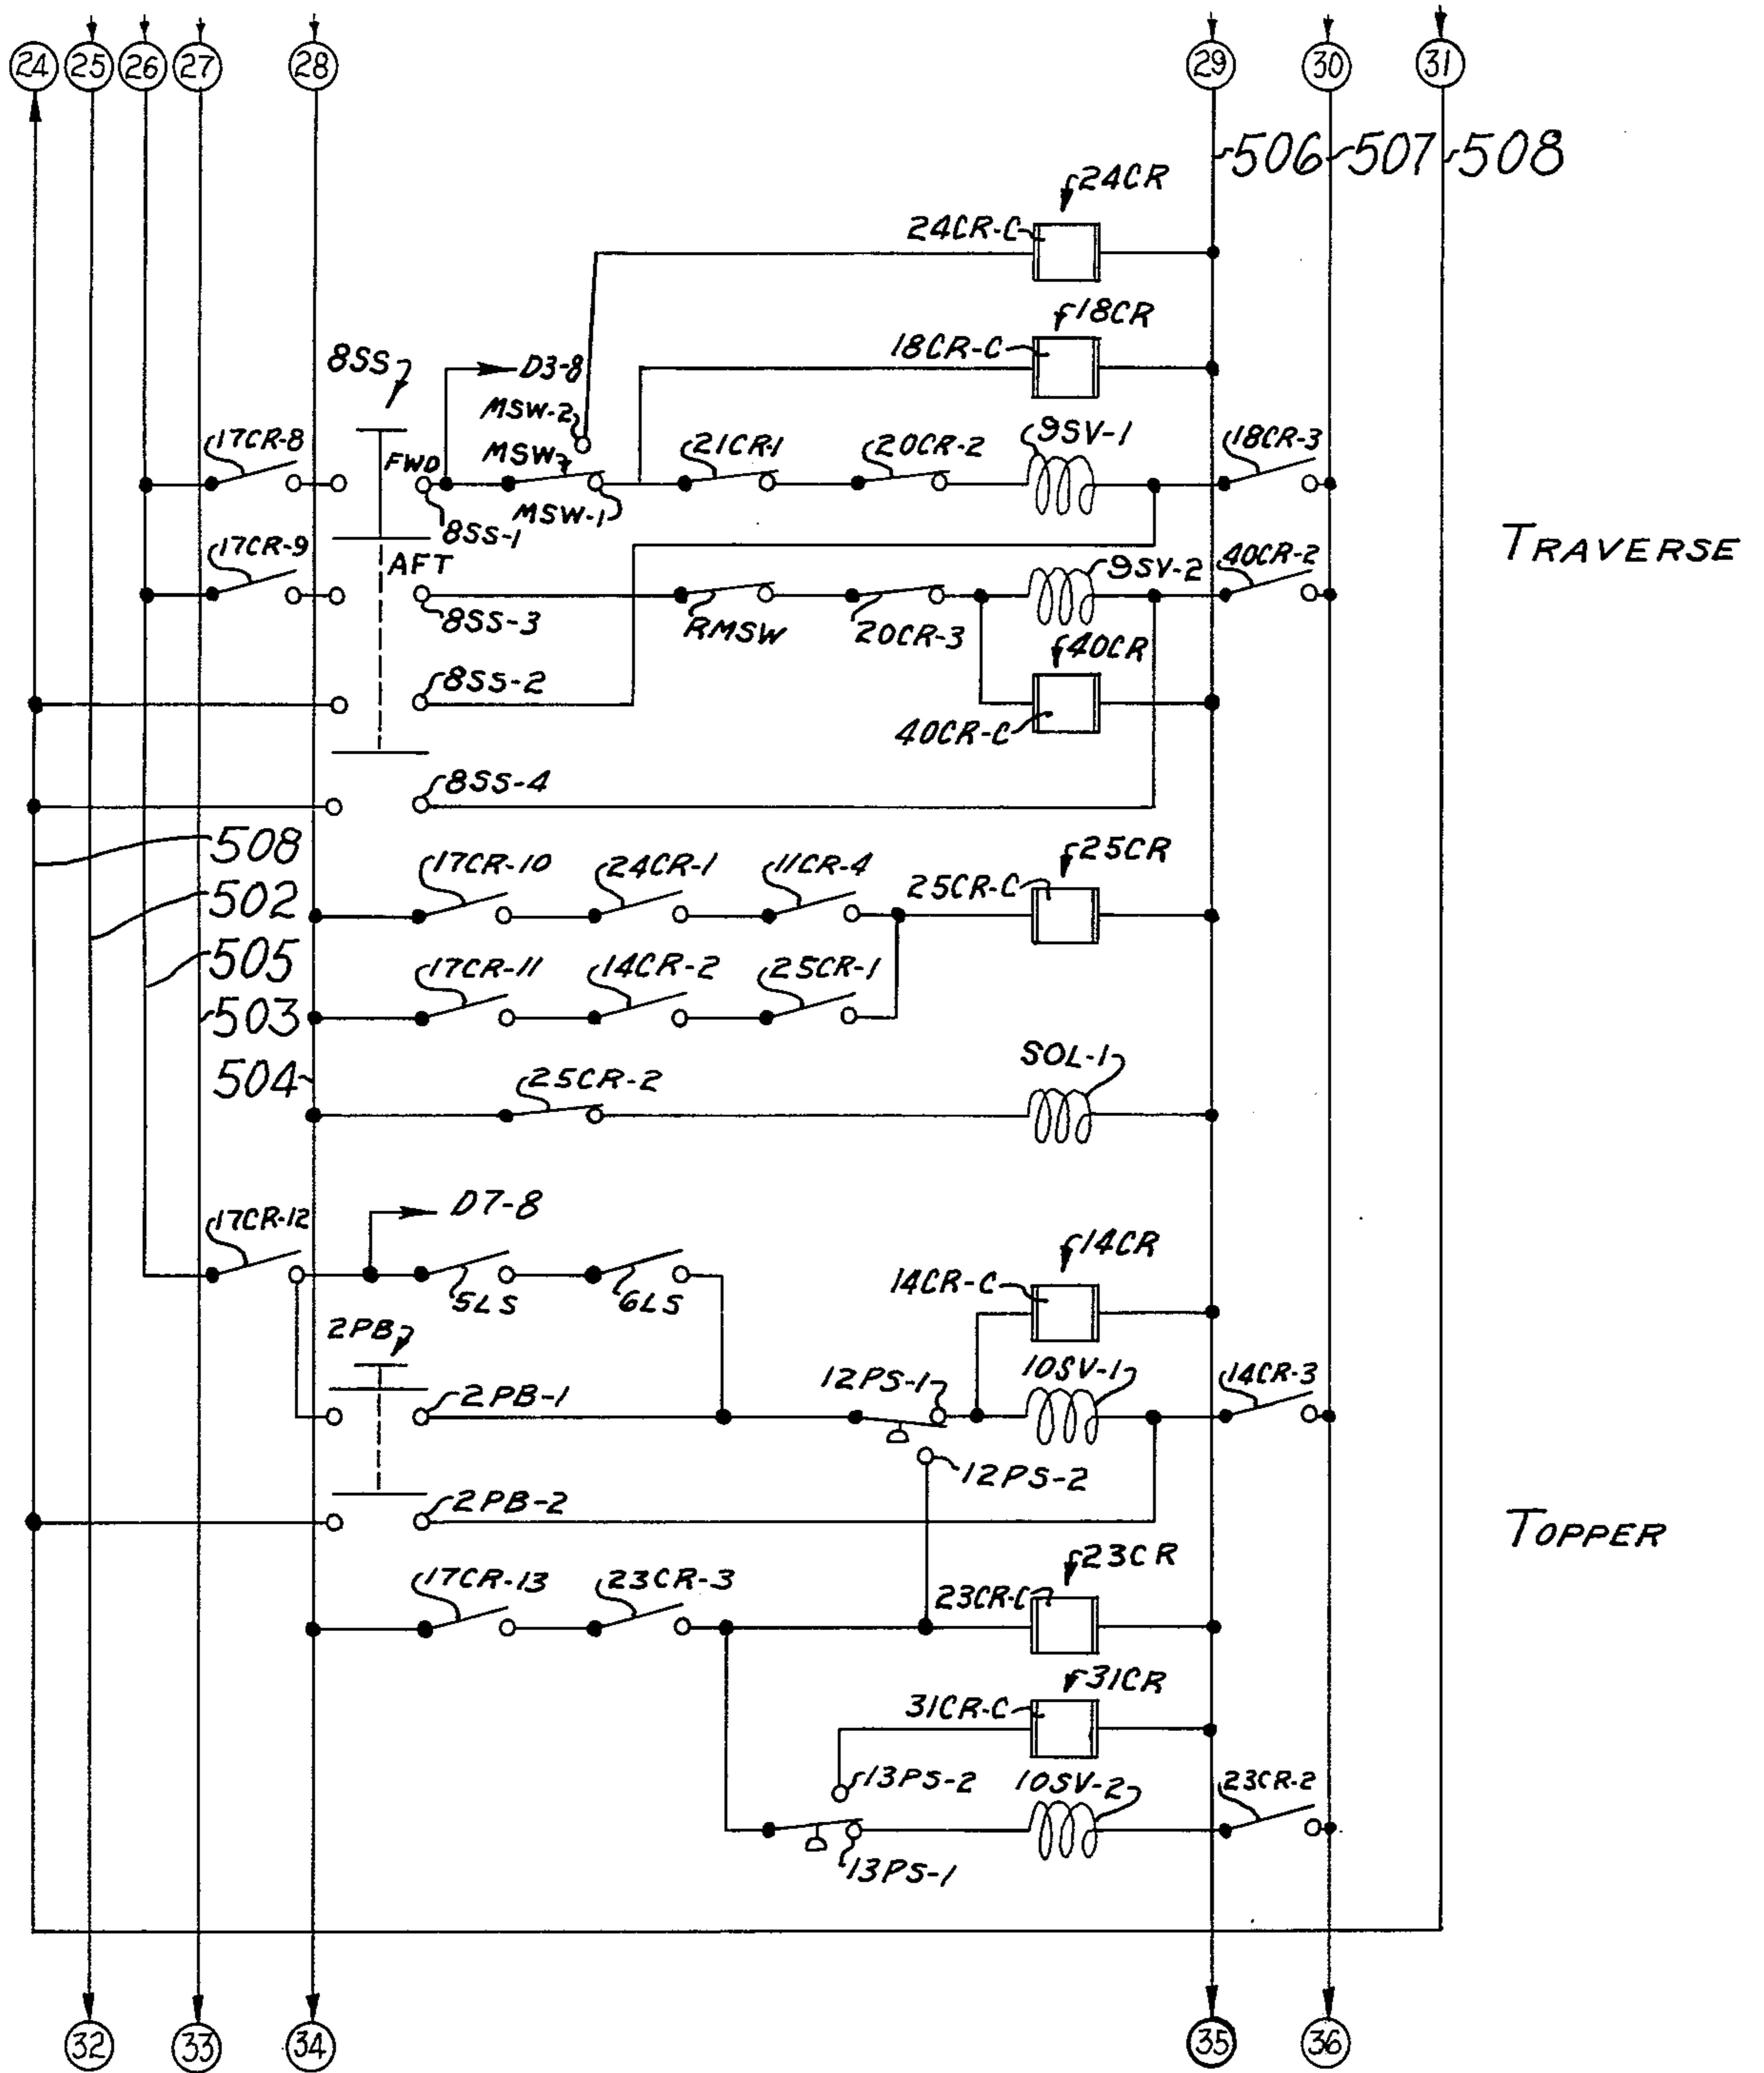 24 25 26 27 28 29 30 31
506 507 508
24CR
24CR-C
18CR
18CR-C
8SS
D3-8
MSW-2
17CR-8
FWD
MSW
21CR-1
20CR-2
9SV-1
18CR-3
8SS-1
MSW-1
TRAVERSE
17CR-9
AFT
9SV-2
40CR-2
8SS-3
RMSW
20CR-3
40CR
8SS-2
40CR-C
8SS-4
508
17CR-10
24CR-1
11CR-4
25CR-C
25CR
502
505
17CR-11
14CR-2
25CR-1
503
504
25CR-2
SOL-1
17CR-12
D7-8
5LS
6LS
14CR
14CR-C
2PB
2PB-1
12PS-1
10SV-1
14CR-3
12PS-2
2PB-2
TOPPER
17CR-13
23CR-3
23CR
23CR-C
31CR
31CR-C
13PS-2
10SV-2
23CR-2
13PS-1
32 33 34 35 36